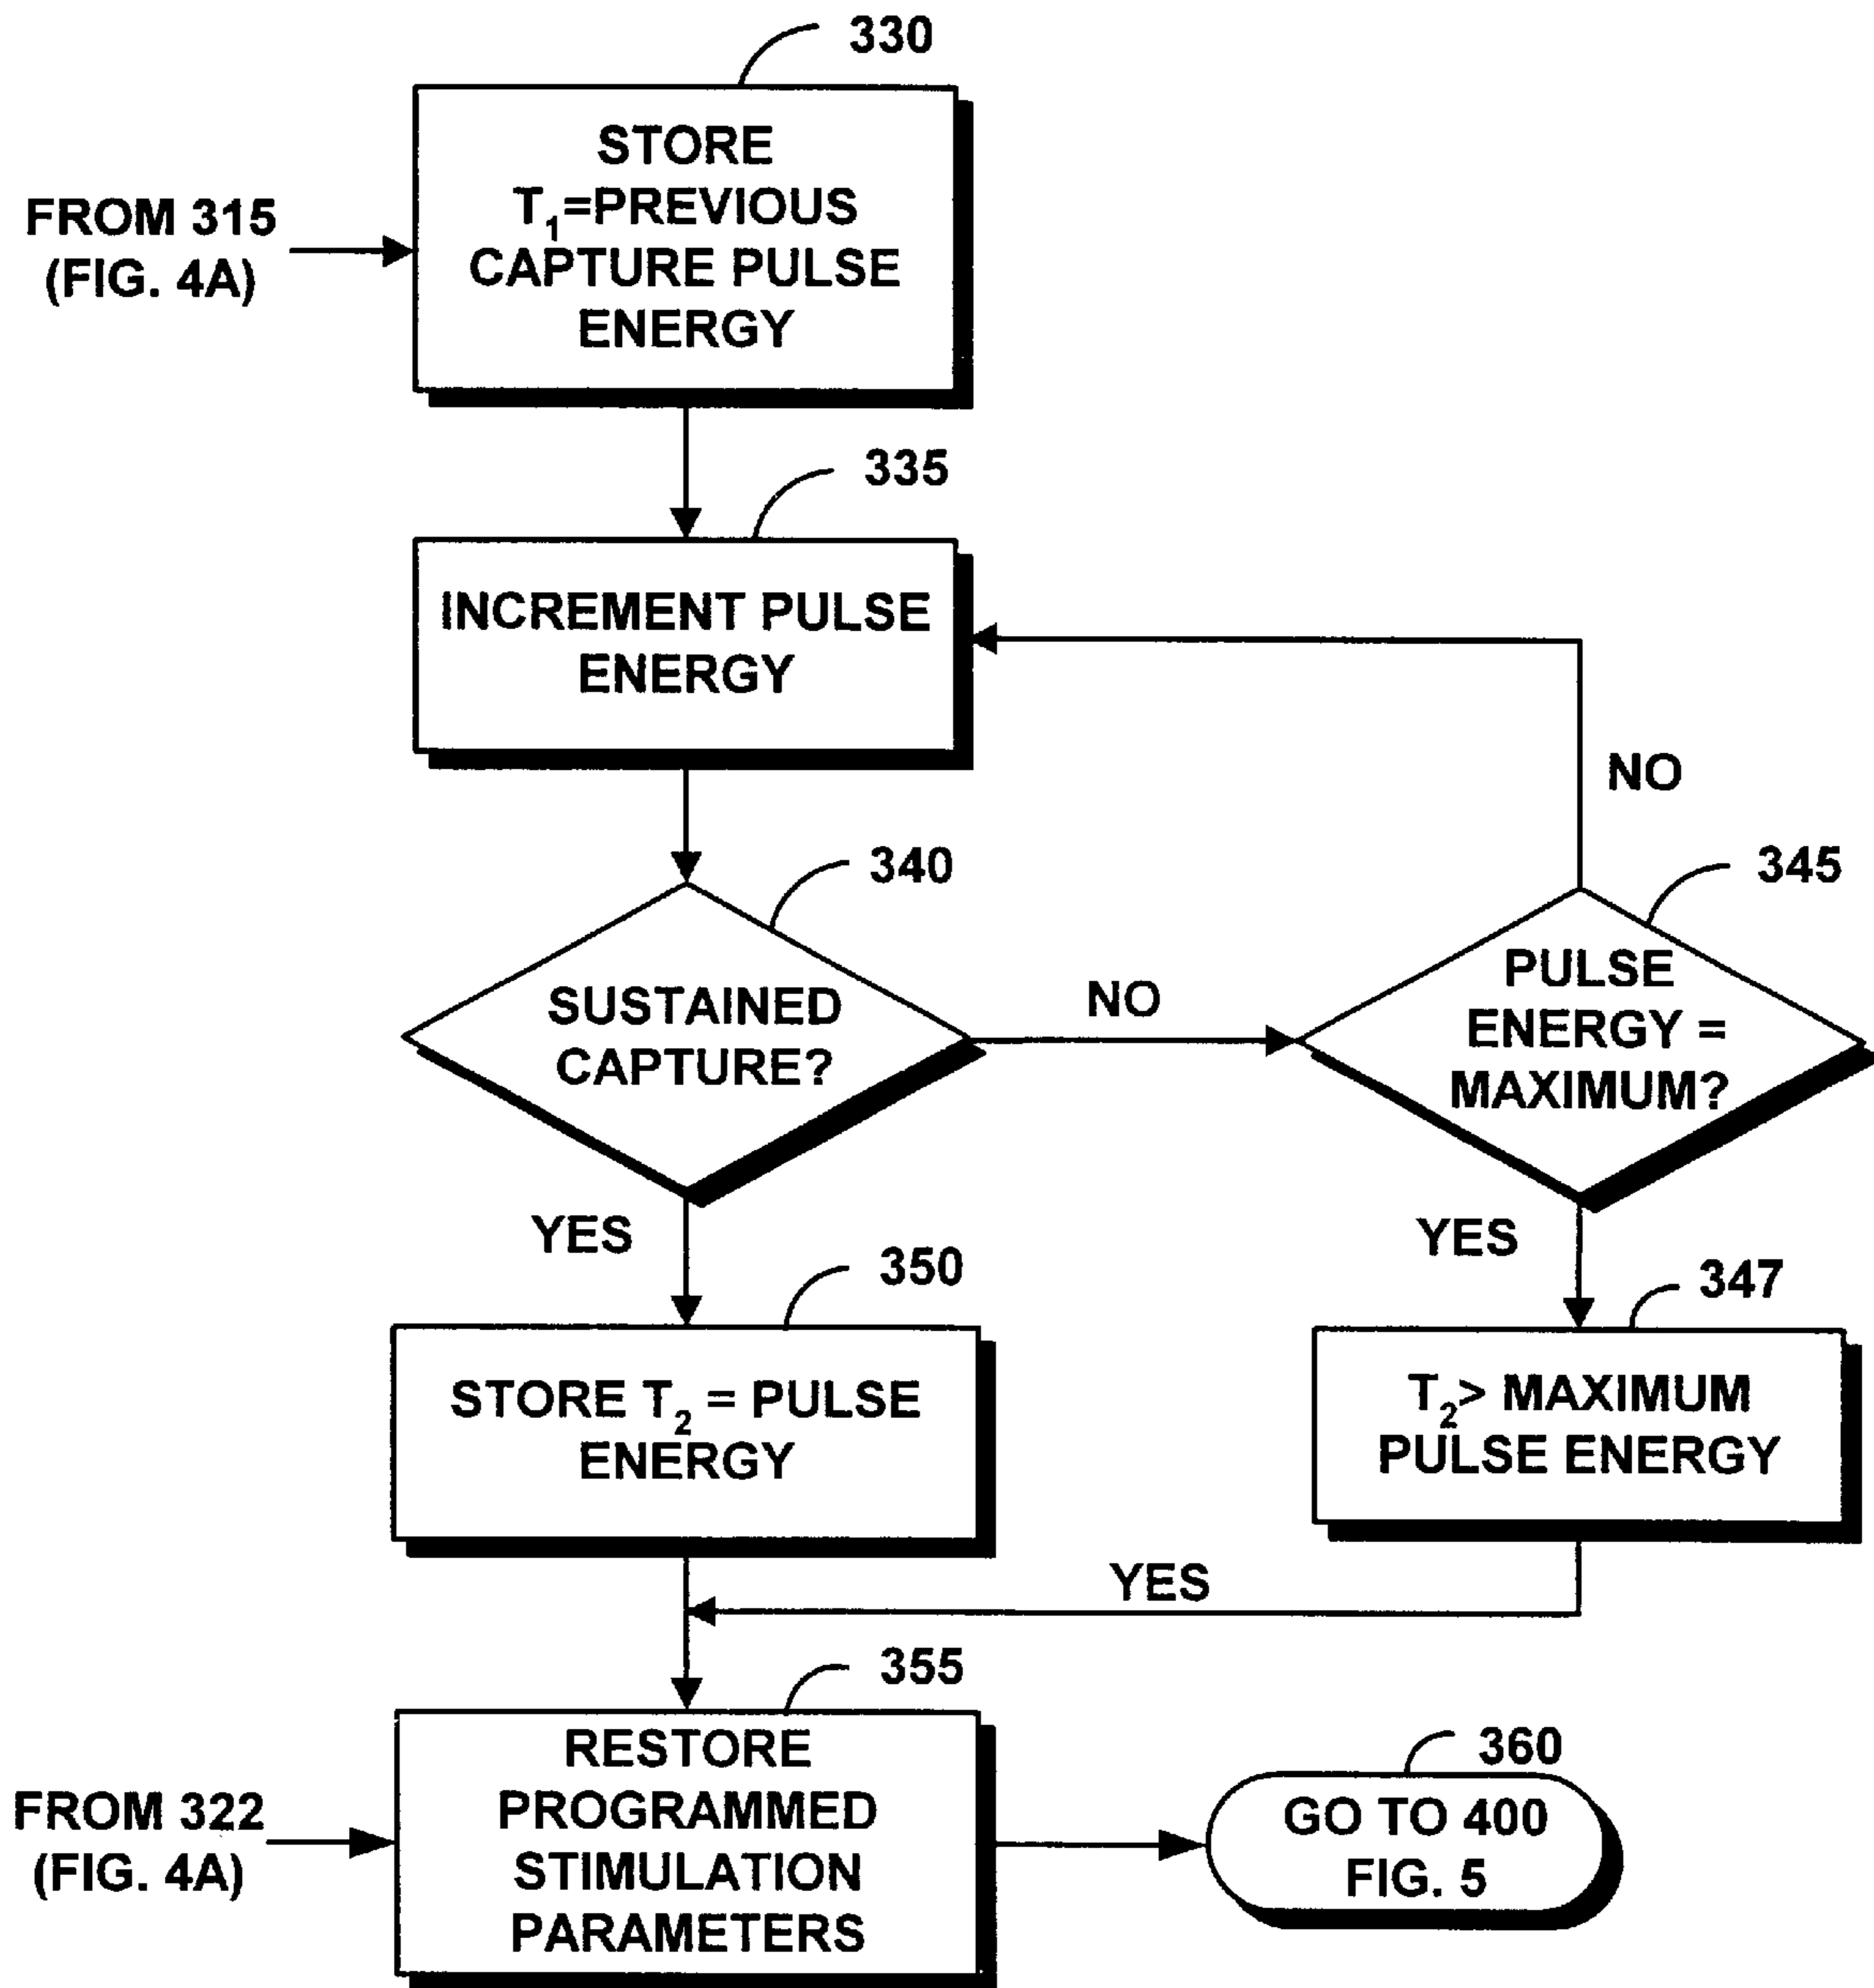 330
STORE
T₁=PREVIOUS
CAPTURE PULSE
ENERGY
FROM 315
(FIG. 4A)
335
INCREMENT PULSE
ENERGY
NO
340
345
SUSTAINED
CAPTURE?
NO
PULSE
ENERGY =
MAXIMUM?
YES
YES
350
347
STORE T₂ = PULSE
ENERGY
T₂> MAXIMUM
PULSE ENERGY
YES
355
RESTORE
PROGRAMMED
STIMULATION
PARAMETERS
FROM 322
(FIG. 4A)
360
GO TO 400
FIG. 5